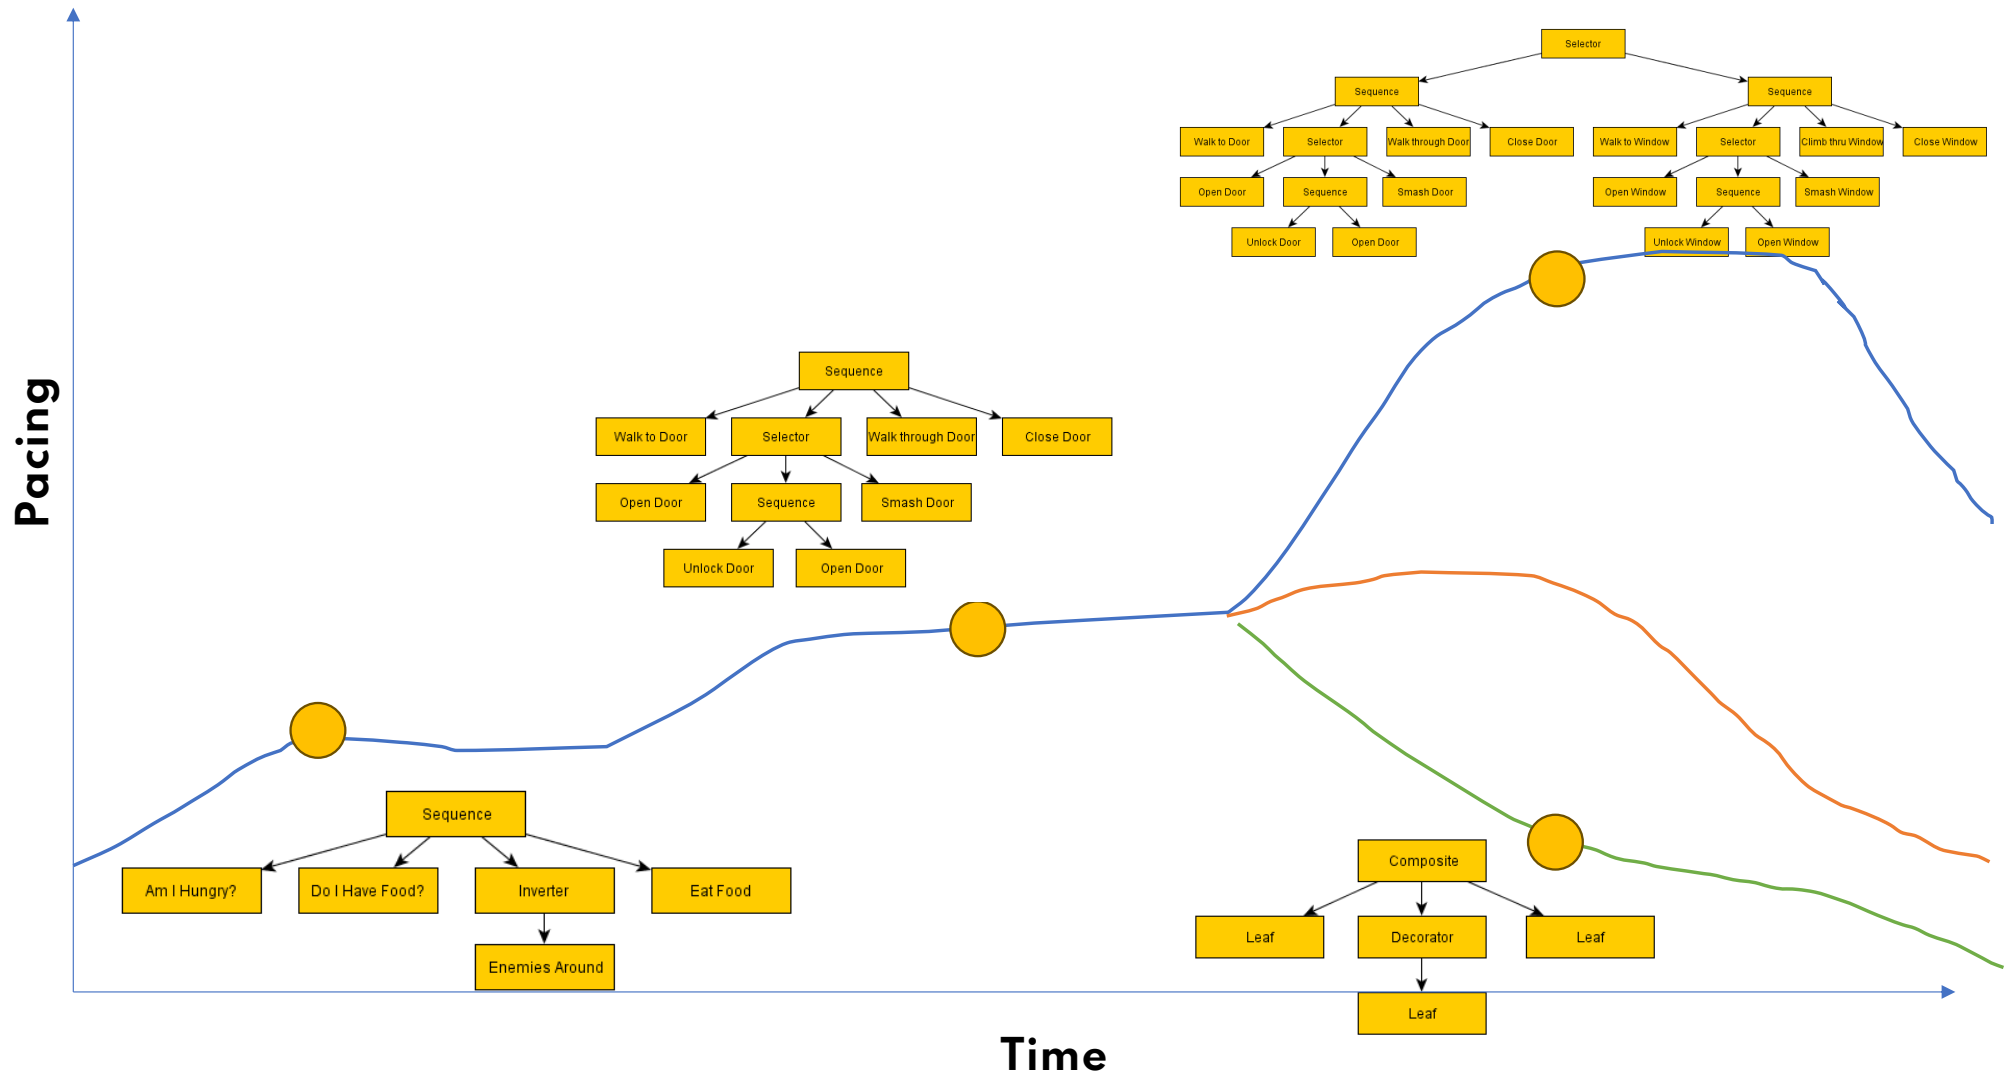 Selector
Sequence
Sequence
Walk to Door
Selector
Walk through Door
Close Door
Walk to Window
Selector
Climb thru Window
Close Window
Open Door
Sequence
Smash Door
Open Window
Sequence
Smash Window
Unlock Door
Open Door
Unlock Window
Open Window
Pacing
Sequence
Walk to Door
Selector
Walk through Door
Close Door
Open Door
Sequence
Smash Door
Unlock Door
Open Door
Sequence
Am I Hungry?
Do I Have Food?
Inverter
Eat Food
Enemies Around
Composite
Leaf
Decorator
Leaf
Leaf
Time